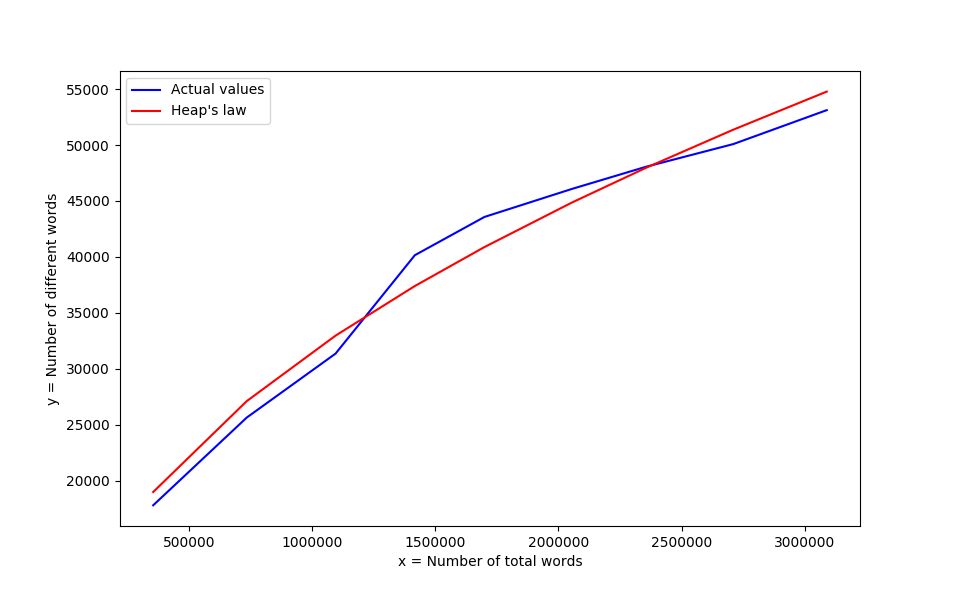 Actual values
Heap's law
55000
50000
45000
40000
35000
30000
25000
20000
y = Number of different words
500000 1000000 1500000 2000000 2500000 3000000
x = Number of total words